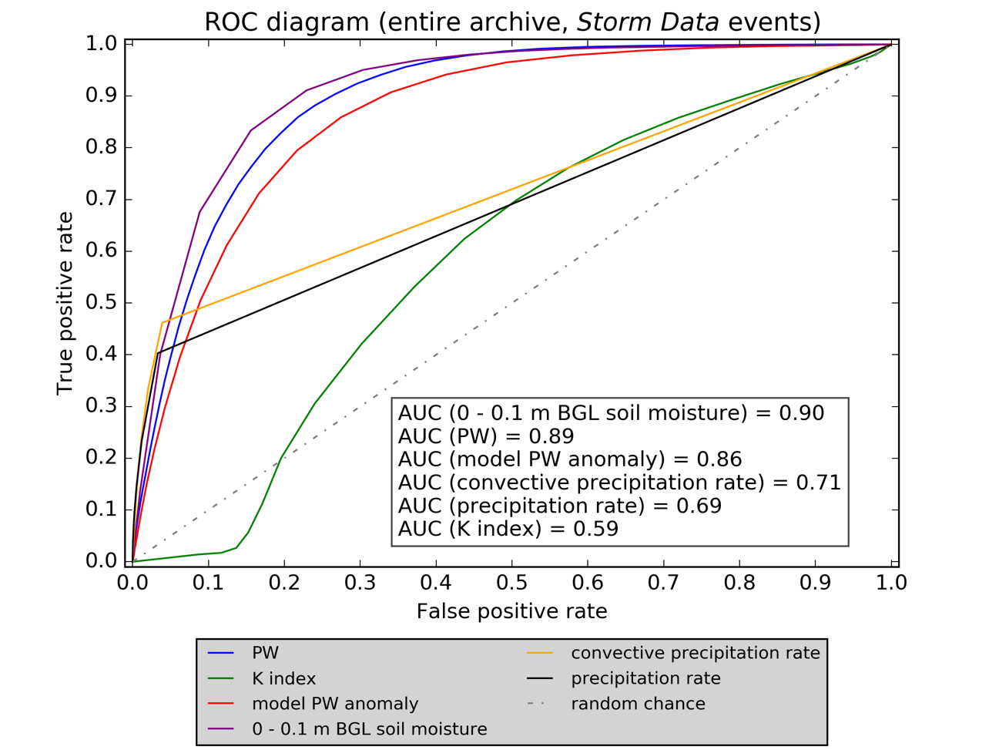 ROC diagram (entire archive, Storm Data events)
1.0
0.9
0.8
0.7
0.6
0.5
0.4
0.3
0.2
0.1
0.0
True positive rate
AUC (0 - 0.1 m BGL soil moisture) = 0.90
AUC (PW) = 0.89
AUC (model PW anomaly) = 0.86
AUC (convective precipitation rate) = 0.71
AUC (precipitation rate) = 0.69
AUC (K index) = 0.59
0.0 0.1 0.2 0.3 0.4 0.5 0.6 0.7 0.8 0.9 1.0
False positive rate
PW
K index
model PW anomaly
0 - 0.1 m BGL soil moisture
convective precipitation rate
precipitation rate
random chance